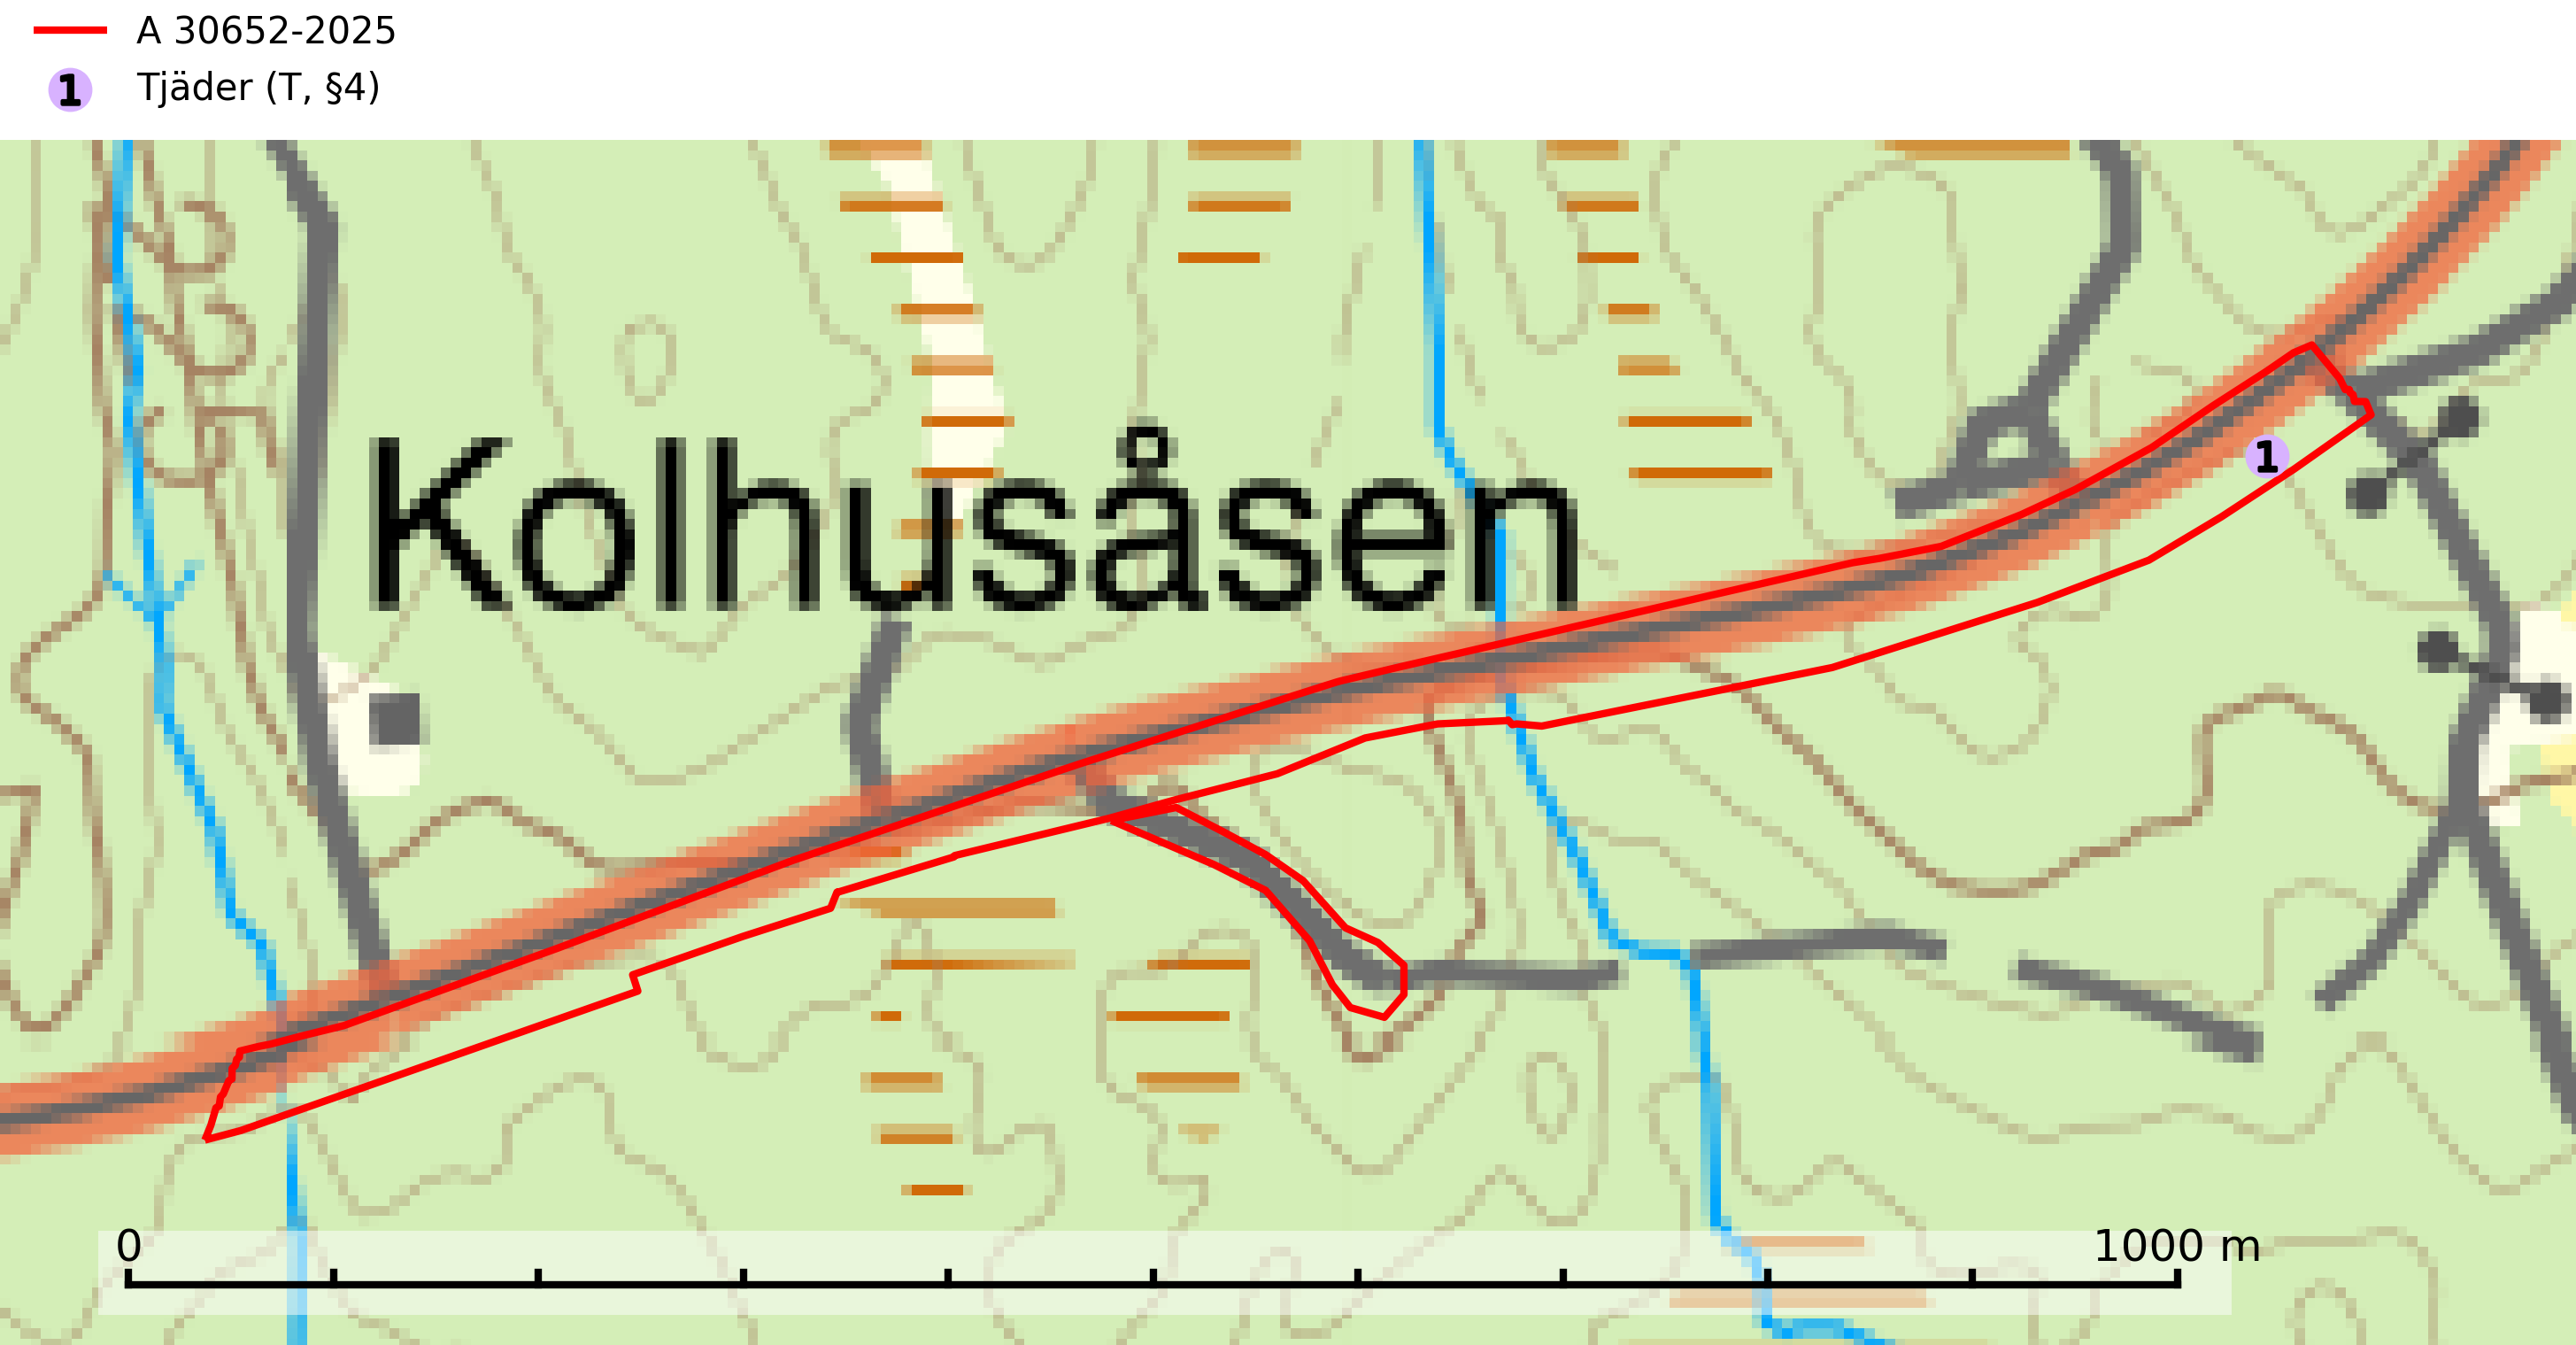 A 30652-2025
1 Tjäder (T, §4)
1
Kolhusåsen
0 1000 m